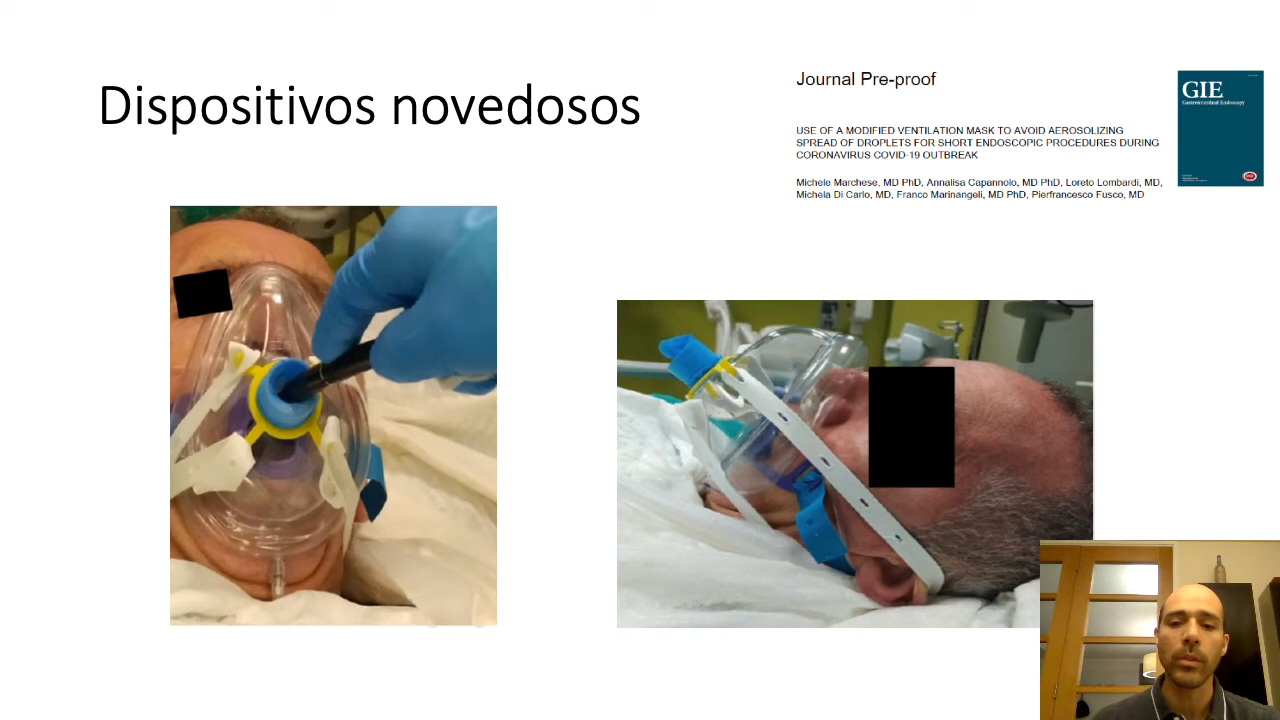 Dispositivos novedosos
Journal Pre-proof
GIE
Gastrointestinal Endoscopy
USE OF A MODIFIED VENTILATION MASK TO AVOID AEROSOLIZING
SPREAD OF DROPLETS FOR SHORT ENDOSCOPIC PROCEDURES DURING
CORONAVIRUS COVID-19 OUTBREAK
Michele Marchese, MD PhD, Annalisa Capannolo, MD PhD, Loreto Lombardi, MD,
Michela Di Carlo, MD, Franco Marinangeli, MD PhD, Pierfrancesco Fusco, MD